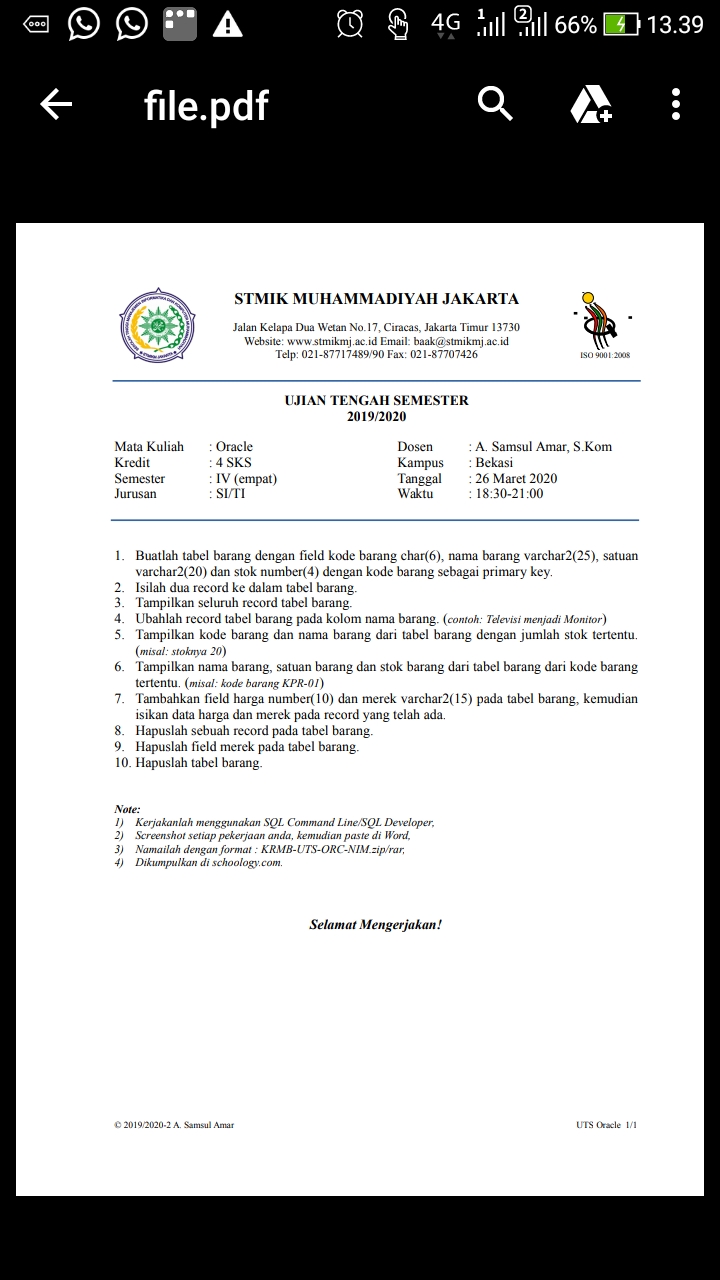 4G 1 2 66% 13.39
file.pdf
STMIK MUHAMMADIYAH JAKARTA
Jalan Kelapa Dua Wetan No.17, Ciracas, Jakarta Timur 13730
Website: www.stmikmj.ac.id Email: baak@stmikmj.ac.id
Telp: 021-87717489/90 Fax: 021-87707426
ISO 9001:2008
UJIAN TENGAH SEMESTER
2019/2020
Mata Kuliah : Oracle Dosen : A. Samsul Amar, S.Kom
Kredit : 4 SKS Kampus : Bekasi
Semester : IV (empat) Tanggal : 26 Maret 2020
Jurusan : SI/TI Waktu : 18:30-21:00
1. Buatlah tabel barang dengan field kode barang char(6), nama barang varchar2(25), satuan
varchar2(20) dan stok number(4) dengan kode barang sebagai primary key.
2. Isilah dua record ke dalam tabel barang.
3. Tampilkan seluruh record tabel barang.
4. Ubahlah record tabel barang pada kolom nama barang. (contoh: Televisi menjadi Monitor)
5. Tampilkan kode barang dan nama barang dari tabel barang dengan jumlah stok tertentu.
(misal: stoknya 20)
6. Tampilkan nama barang, satuan barang dan stok barang dari tabel barang dari kode barang
tertentu. (misal: kode barang KPR-01)
7. Tambahkan field harga number(10) dan merek varchar2(15) pada tabel barang, kemudian
isikan data harga dan merek pada record yang telah ada.
8. Hapuslah sebuah record pada tabel barang.
9. Hapuslah field merek pada tabel barang.
10. Hapuslah tabel barang.
Note:
1) Kerjakanlah menggunakan SQL Command Line/SQL Developer,
2) Screenshot setiap pekerjaan anda, kemudian paste di Word,
3) Namailah dengan format : KRMB-UTS-ORC-NIM.zip/rar,
4) Dikumpulkan di schoology.com.
Selamat Mengerjakan!
© 2019/2020-2 A. Samsul Amar UTS Oracle 1/1